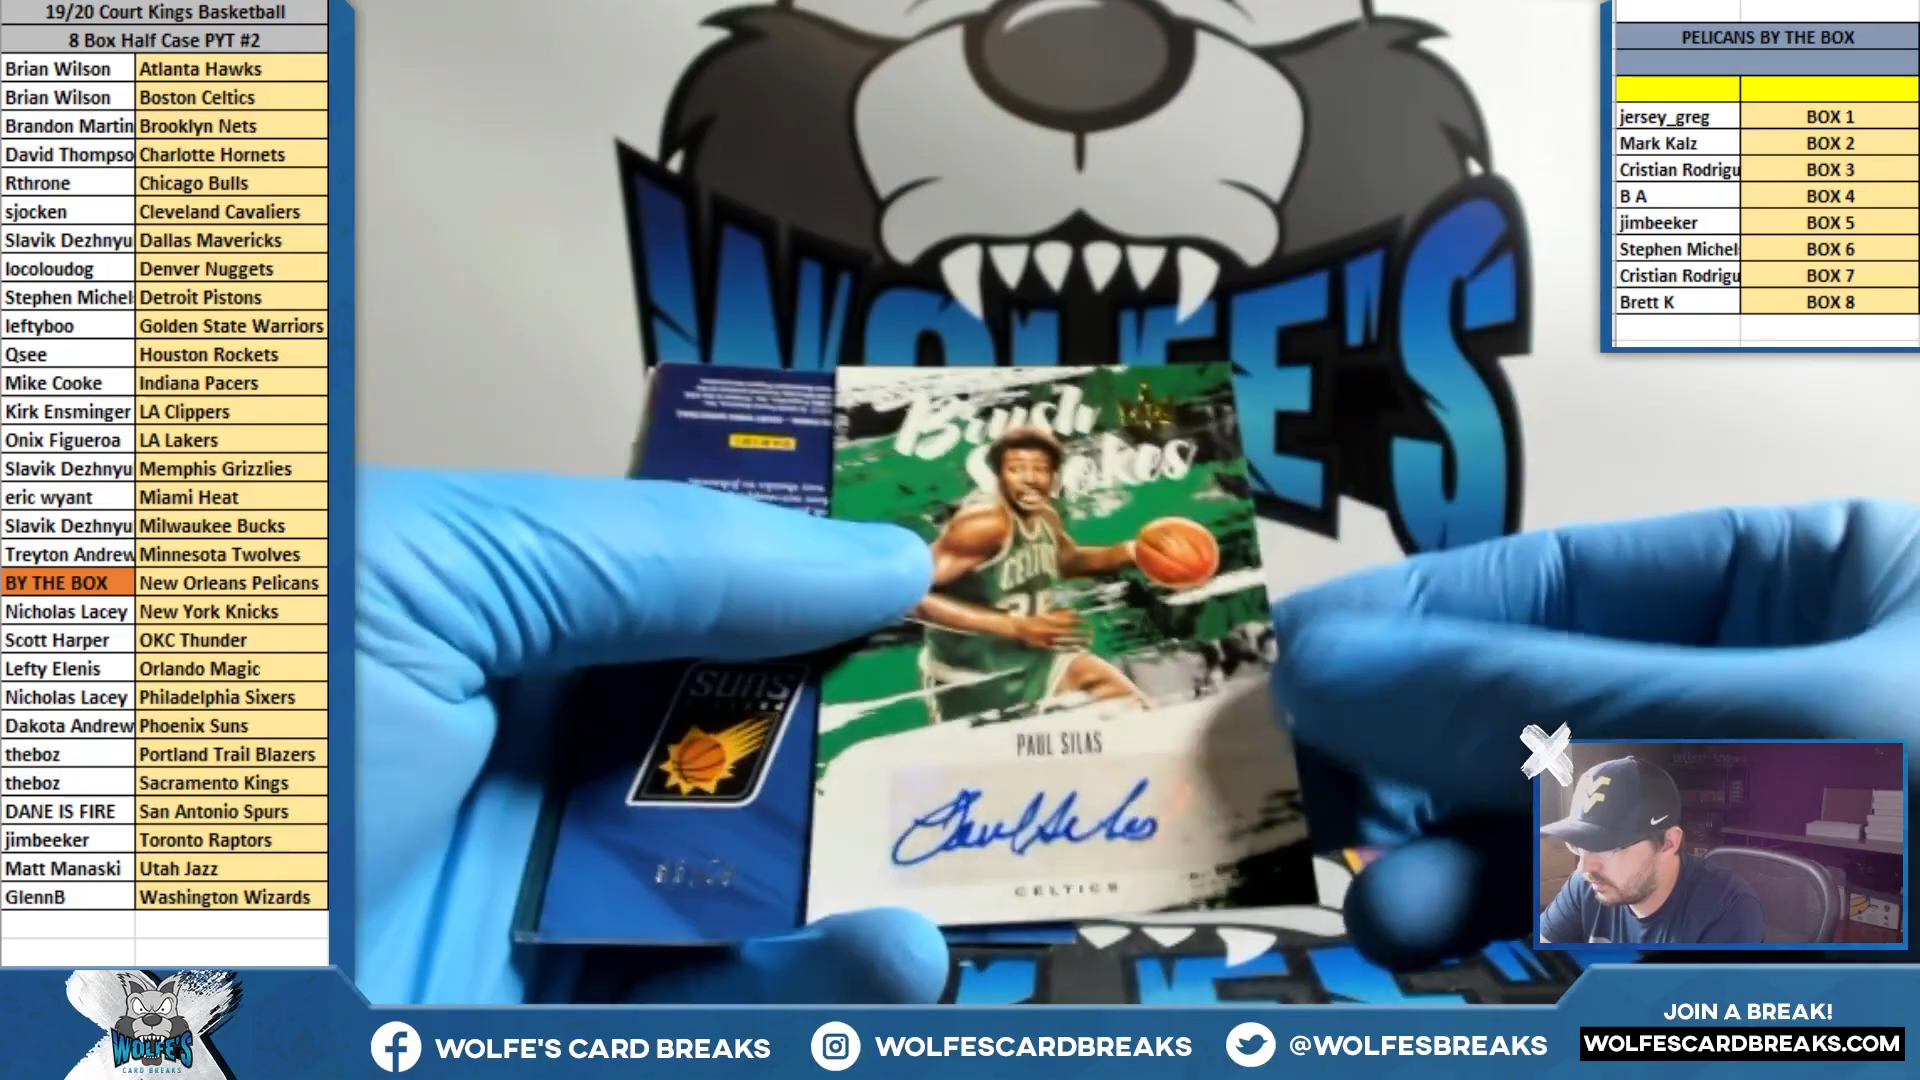 19/20 Court Kings Basketball
8 Box Half Case PYT #2
Brian Wilson Atlanta Hawks
Brian Wilson Boston Celtics
Brandon Martin Brooklyn Nets
David Thompso Charlotte Hornets
Rthrone Chicago Bulls
sjocken Cleveland Cavaliers
Slavik Dezhnyu Dallas Mavericks
locoloudog Denver Nuggets
Stephen Michel Detroit Pistons
leftyboo Golden State Warriors
Qsee Houston Rockets
Mike Cooke Indiana Pacers
Kirk Ensminger LA Clippers
Onix Figueroa LA Lakers
Slavik Dezhnyu Memphis Grizzlies
eric wyant Miami Heat
Slavik Dezhnyu Milwaukee Bucks
Treyton Andrew Minnesota Twolves
BY THE BOX New Orleans Pelicans
Nicholas Lacey New York Knicks
Scott Harper OKC Thunder
Lefty Elenis Orlando Magic
Nicholas Lacey Philadelphia Sixers
Dakota Andrew Phoenix Suns
theboz Portland Trail Blazers
theboz Sacramento Kings
DANE IS FIRE San Antonio Spurs
jimbeeker Toronto Raptors
Matt Manaski Utah Jazz
GlennB Washington Wizards
PELICANS BY THE BOX
jersey_greg BOX 1
Mark Kalz BOX 2
Cristian Rodrigu BOX 3
B A BOX 4
jimbeeker BOX 5
Stephen Michel BOX 6
Cristian Rodrigu BOX 7
Brett K BOX 8
WOLFE'S
Brush
Strokes
CELTICS
PAUL SILAS
Paul Silas
CELTICS
PANINI
SUNS
WOLFE'S
CARD BREAKS
WOLFE'S CARD BREAKS
WOLFESCARDBREAKS
@WOLFESBREAKS
JOIN A BREAK!
WOLFESCARDBREAKS.COM